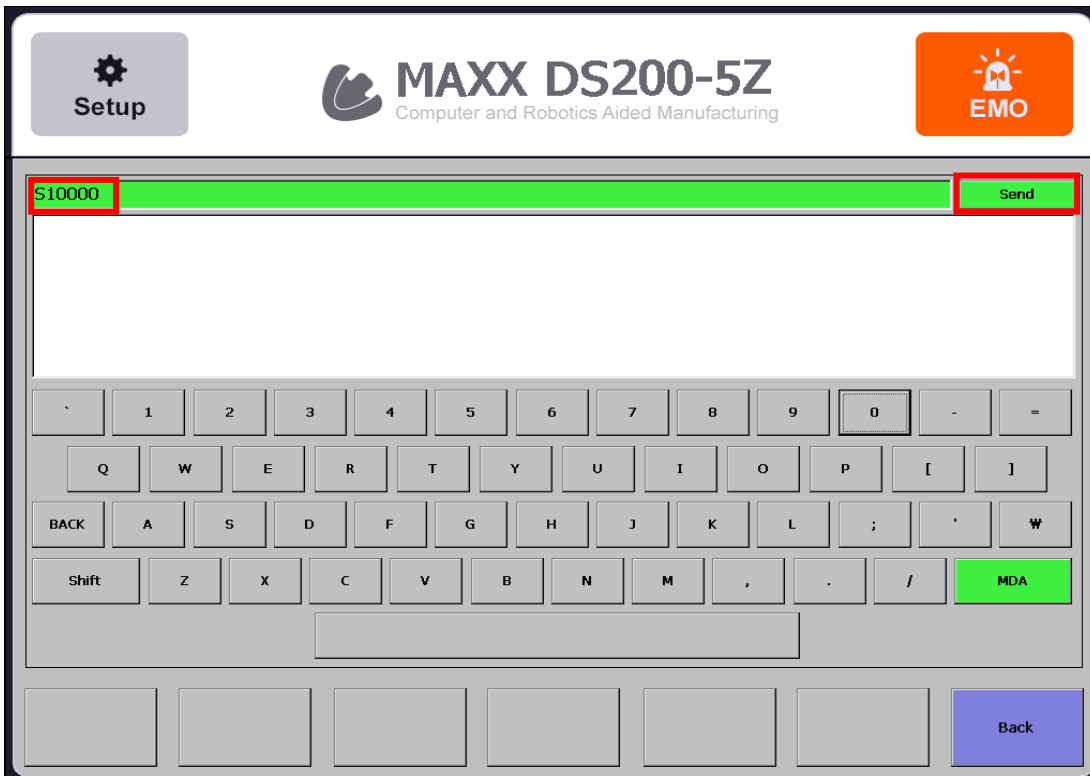 Setup
MAXX DS200-5Z
Computer and Robotics Aided Manufacturing
EMO
S10000 Send
` 1 2 3 4 5 6 7 8 9 0 - =
Q W E R T Y U I O P [ ]
BACK A S D F G H J K L ; ' ₩
Shift Z X C V B N M , . / MDA
Back